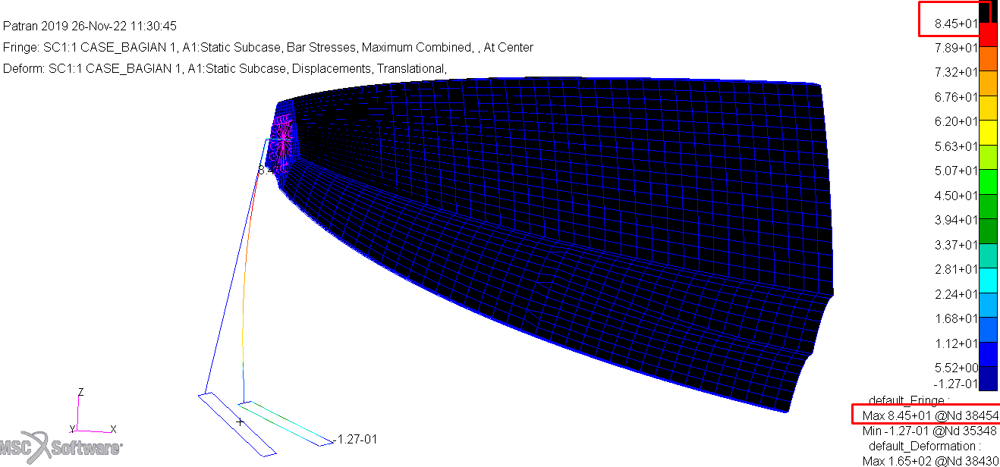 Patran 2019 26-Nov-22 11:30:45
Fringe: SC1:1 CASE_BAGIAN 1, A1:Static Subcase, Bar Stresses, Maximum Combined, , At Center
Deform: SC1:1 CASE_BAGIAN 1, A1:Static Subcase, Displacements, Translational,
8.45+01
7.89+01
7.32+01
6.76+01
6.20+01
5.63+01
5.07+01
4.50+01
3.94+01
3.37+01
2.81+01
2.24+01
1.68+01
1.12+01
5.52+00
-1.27-01
-1.27-01
Z
Y
X
MSC Software
default_Fringe :
Max 8.45+01 @Nd 38454
Min -1.27-01 @Nd 35348
default_Deformation :
Max 1.65+02 @Nd 38430